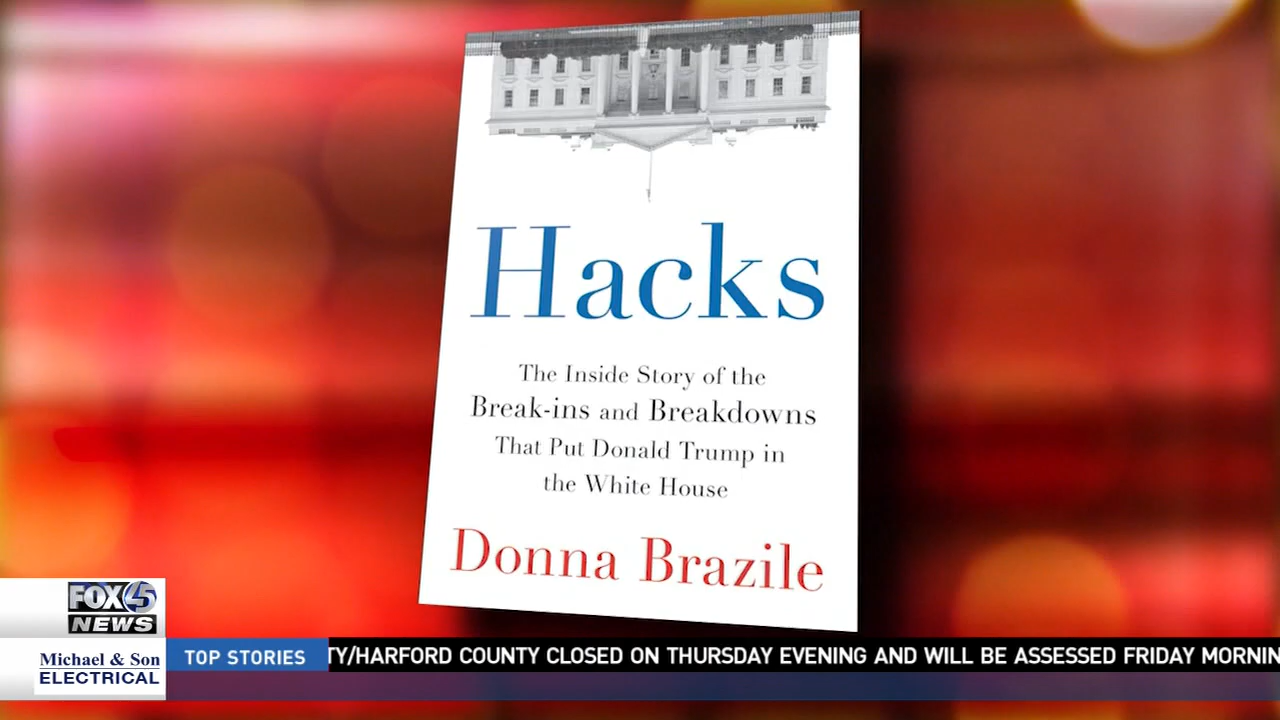 Hacks
The Inside Story of the
Break-ins and Breakdowns
That Put Donald Trump in
the White House
Donna Brazile
FOX 45
NEWS
Michael & Son
ELECTRICAL
TOP STORIES
TY/HARFORD COUNTY CLOSED ON THURSDAY EVENING AND WILL BE ASSESSED FRIDAY MORNIN